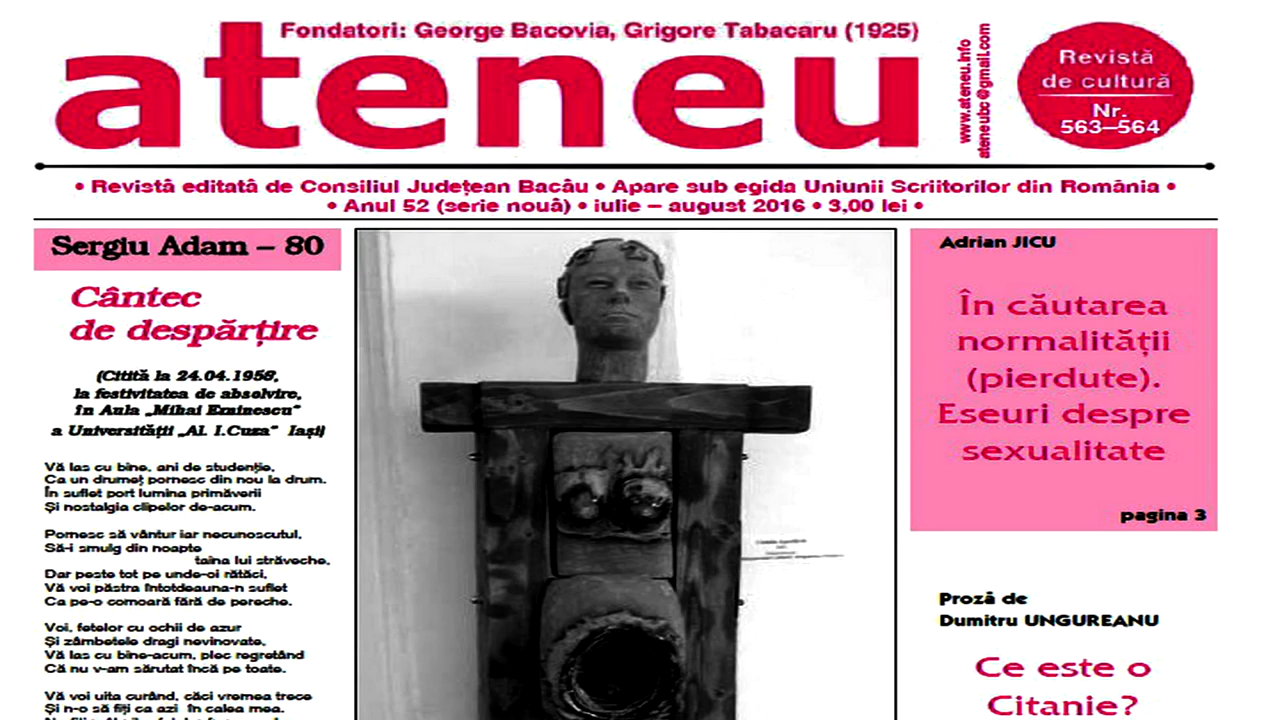 Fondatori: George Bacovia, Grigore Tabacaru (1925)
ateneu
www.ateneu.info
ateneubc@gmail.com
Revistă
de cultură
Nr.
563–564
• Revistă editată de Consiliul Județean Bacău • Apare sub egida Uniunii Scriitorilor din România •
• Anul 52 (serie nouă) • iulie – august 2016 • 3,00 lei •
Sergiu Adam – 80
Cântec
de despărțire
(Citită la 24.04.1958,
la festivitatea de absolvire,
în Aula „Mihai Eminescu“
a Universității „Al. I.Cuza“ Iași)
Vă las cu bine, ani de studenție,
Ca un drumeț pornesc din nou la drum.
În suflet port lumina primăverii
Și nostalgia clipelor de-acum.
Pornesc să vântur iar necunoscutul,
Să-i smulg din noapte
taina lui străveche.
Dar peste tot pe unde-oi rătăci,
Vă voi păstra întotdeauna-n suflet
Ca pe-o comoară fără de pereche.
Voi, fetelor cu ochii de azur
Și zâmbetele dragi nevinovate,
Vă las cu bine-acum, plec regretând
Că nu v-am sărutat încă pe toate.
Vă voi uita curând, căci vremea trece
Și n-o să fiți ca azi în calea mea.
Adrian JICU
În căutarea
normalității
(pierdute).
Eseuri despre
sexualitate
pagina 3
Proză de
Dumitru UNGUREANU
Ce este o
Citanie?